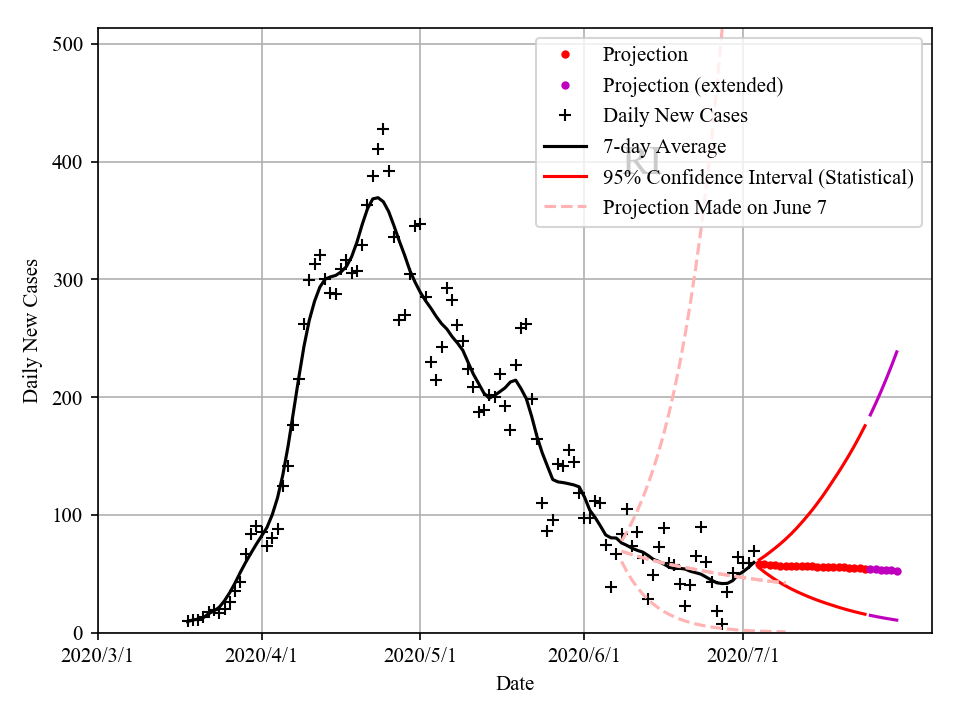 500
400
300
200
100
0
Daily New Cases
Projection
Projection (extended)
Daily New Cases
RI
7-day Average
95% Confidence Interval (Statistical)
Projection Made on June 7
2020/3/1 2020/4/1 2020/5/1 2020/6/1 2020/7/1
Date